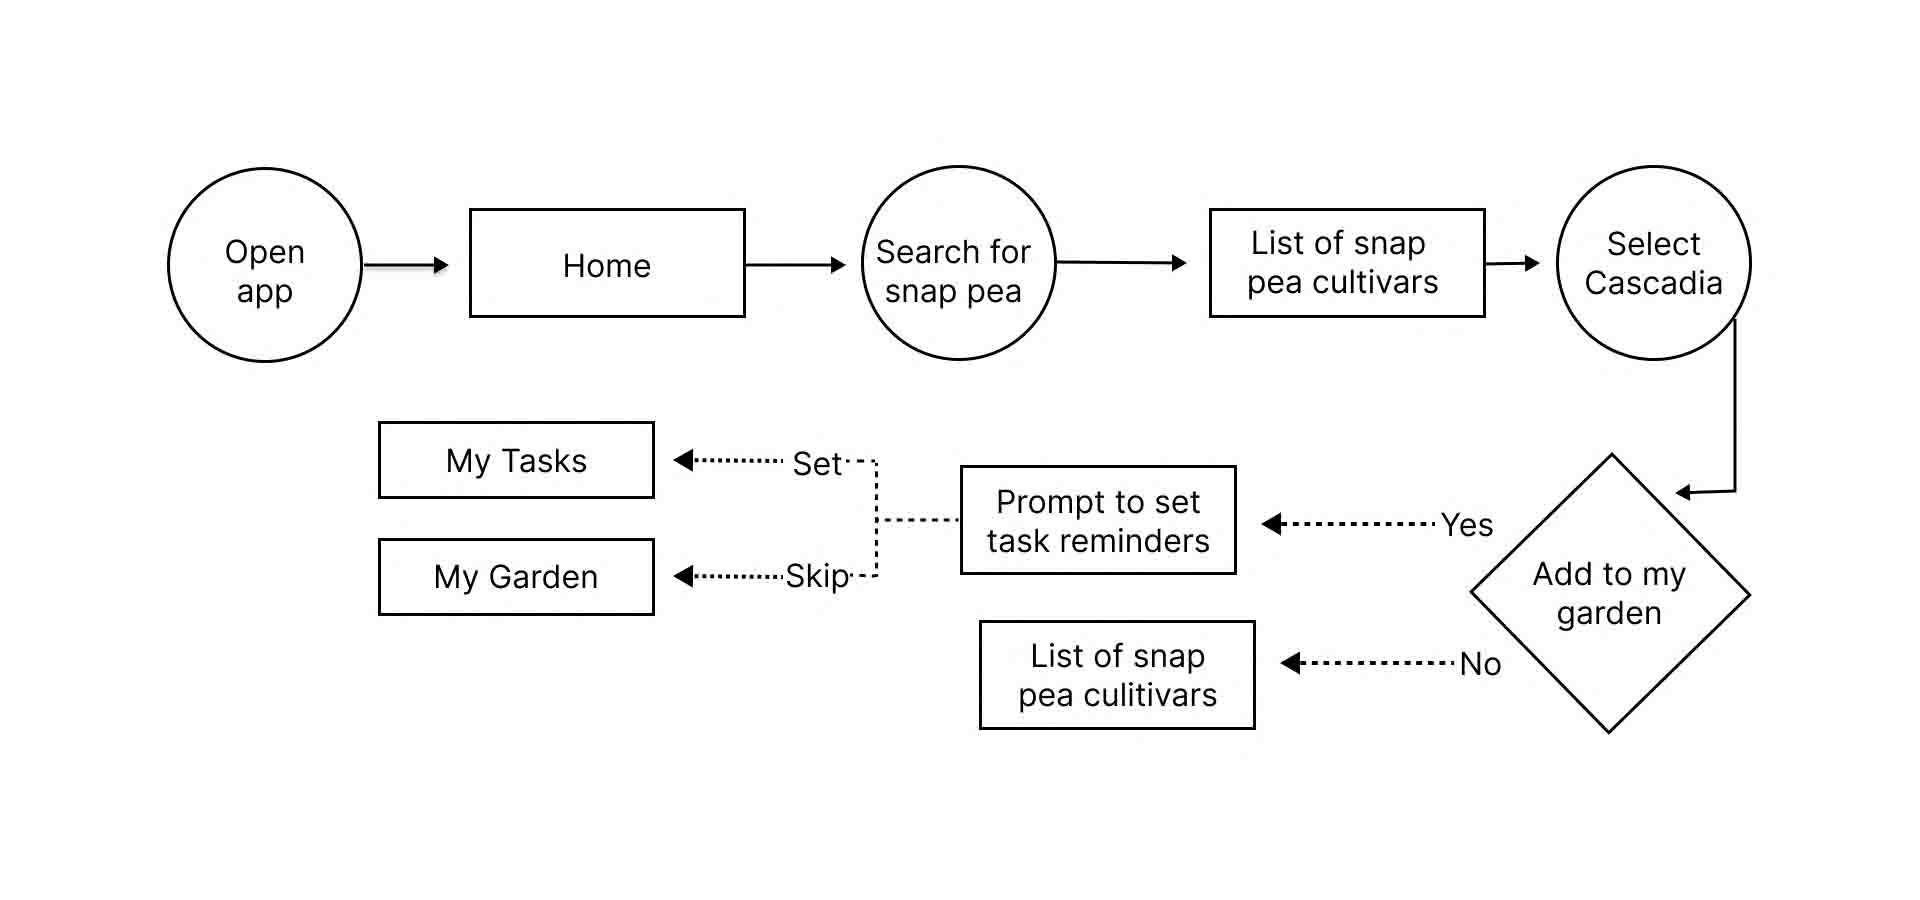 Open
app
Home
Search for
snap pea
List of snap
pea cultivars
Select
Cascadia
My Tasks
Set
My Garden
Skip
Prompt to set
task reminders
Yes
Add to my
garden
List of snap
pea culitivars
No